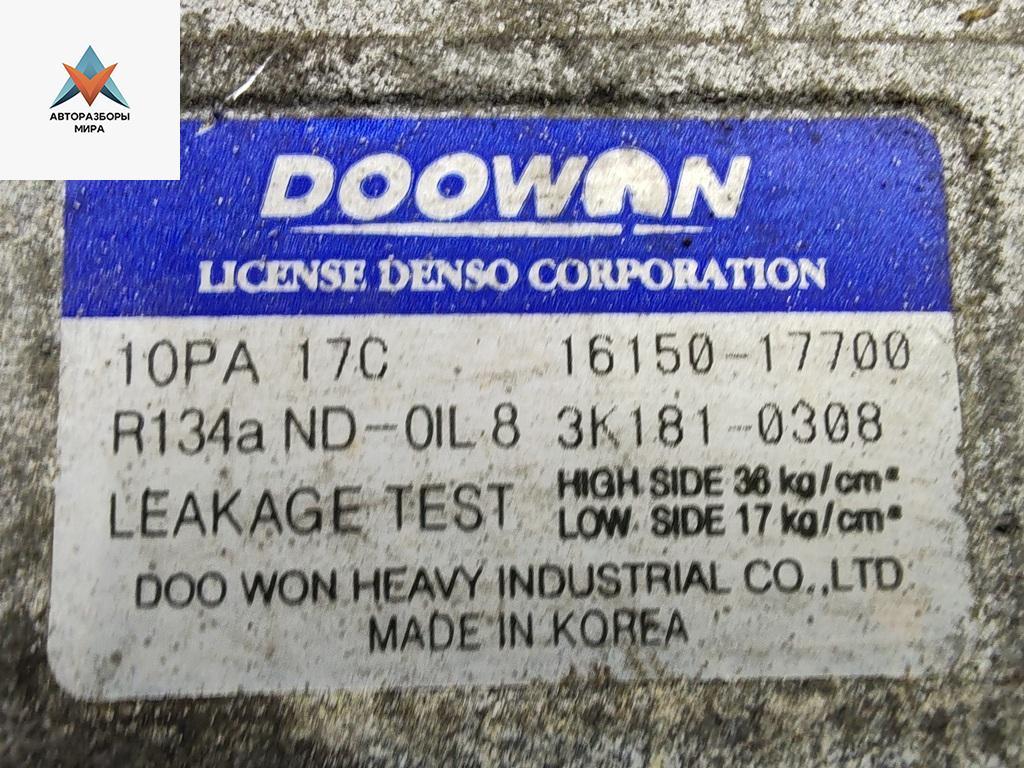 АВТОРАЗБОРЫ
МИРА
DOOWON
LICENSE DENSO CORPORATION
10PA 17C 16150-17700
R134a ND-OIL 8 3K181-0308
LEAKAGE TEST HIGH SIDE 36 kg/cm²
LOW SIDE 17 kg/cm²
DOO WON HEAVY INDUSTRIAL CO.,LTD.
MADE IN KOREA